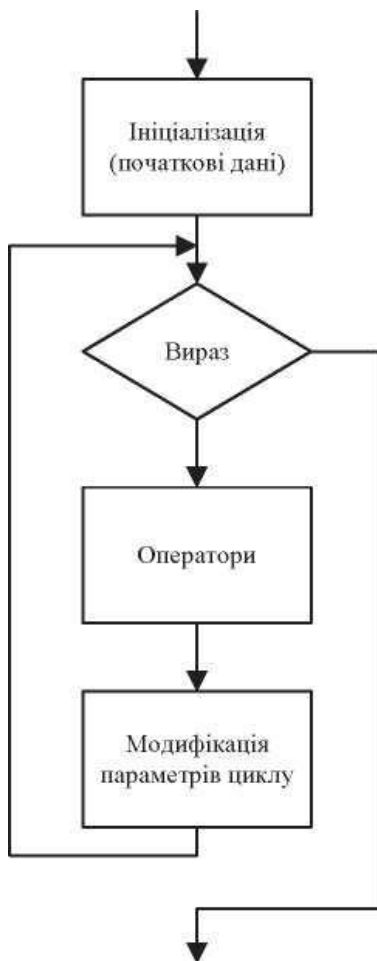 Ініціалізація
(початкові дані)
Вираз
Оператори
Модифікація
параметрів циклу